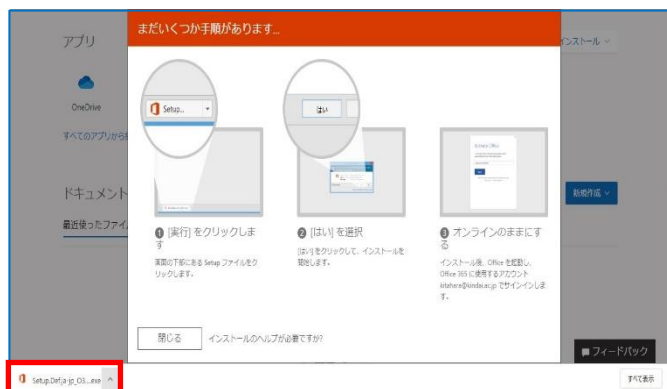 アプリ
インストール
OneDrive
すべてのアプリから
ドキュメント
新規作成
最近使ったファイ
まだいくつか手順があります...
Setup...
はい
❶ [実行] をクリックしま
す
画面の下部にある Setup ファイルをク
リックします。
❷ [はい] を選択
[はい] をクリックして、インストールを
開始します。
❸ オンラインのままにす
る
インストール後、Office を起動し、
Office 365 に使用するアカウント
kitahara@kindai.ac.jp でサインインしま
す。
閉じる
インストールのヘルプが必要ですか?
フィードバック
Setup.Def.ja-jp_O3....exe
すべて表示